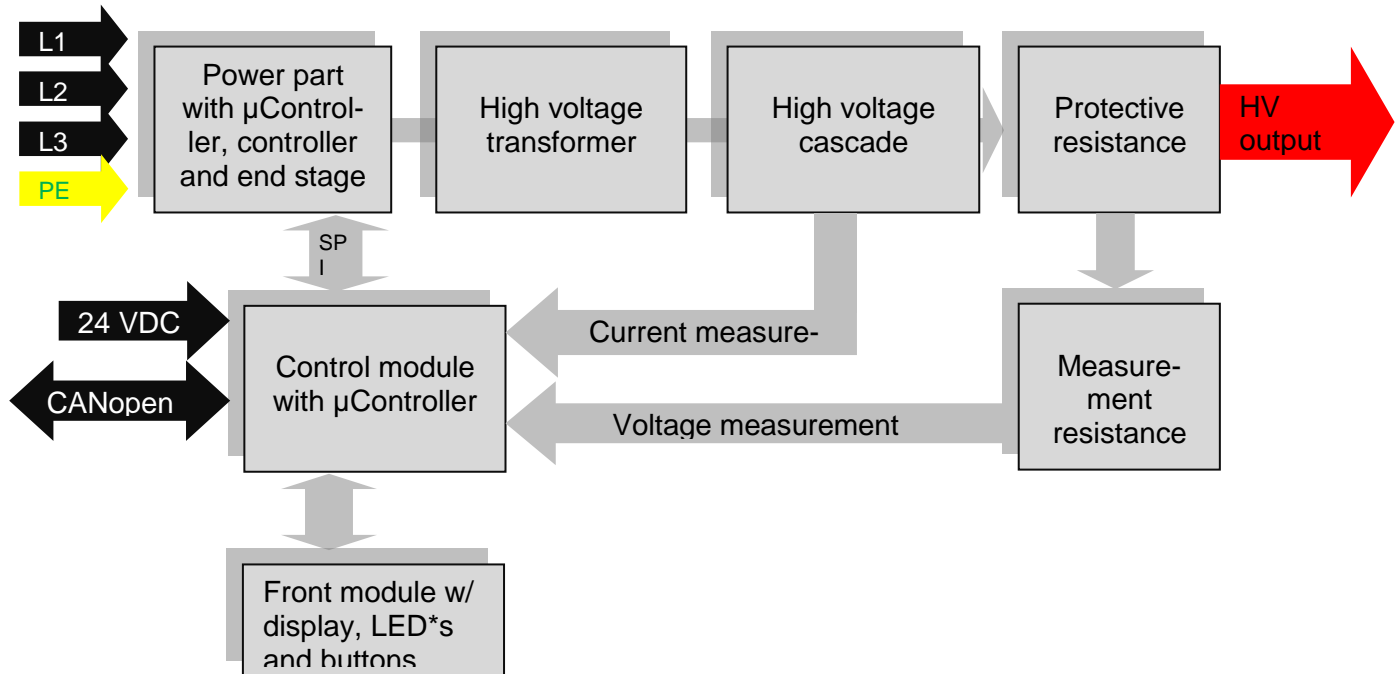 L1
L2
L3
PE
Power part
with µControl-
ler, controller
and end stage
High voltage
transformer
High voltage
cascade
Protective
resistance
HV
output
SP
I
24 VDC
CANopen
Control module
with µController
Current measure-
Voltage measurement
Measure-
ment
resistance
Front module w/
display, LED*s
and buttons